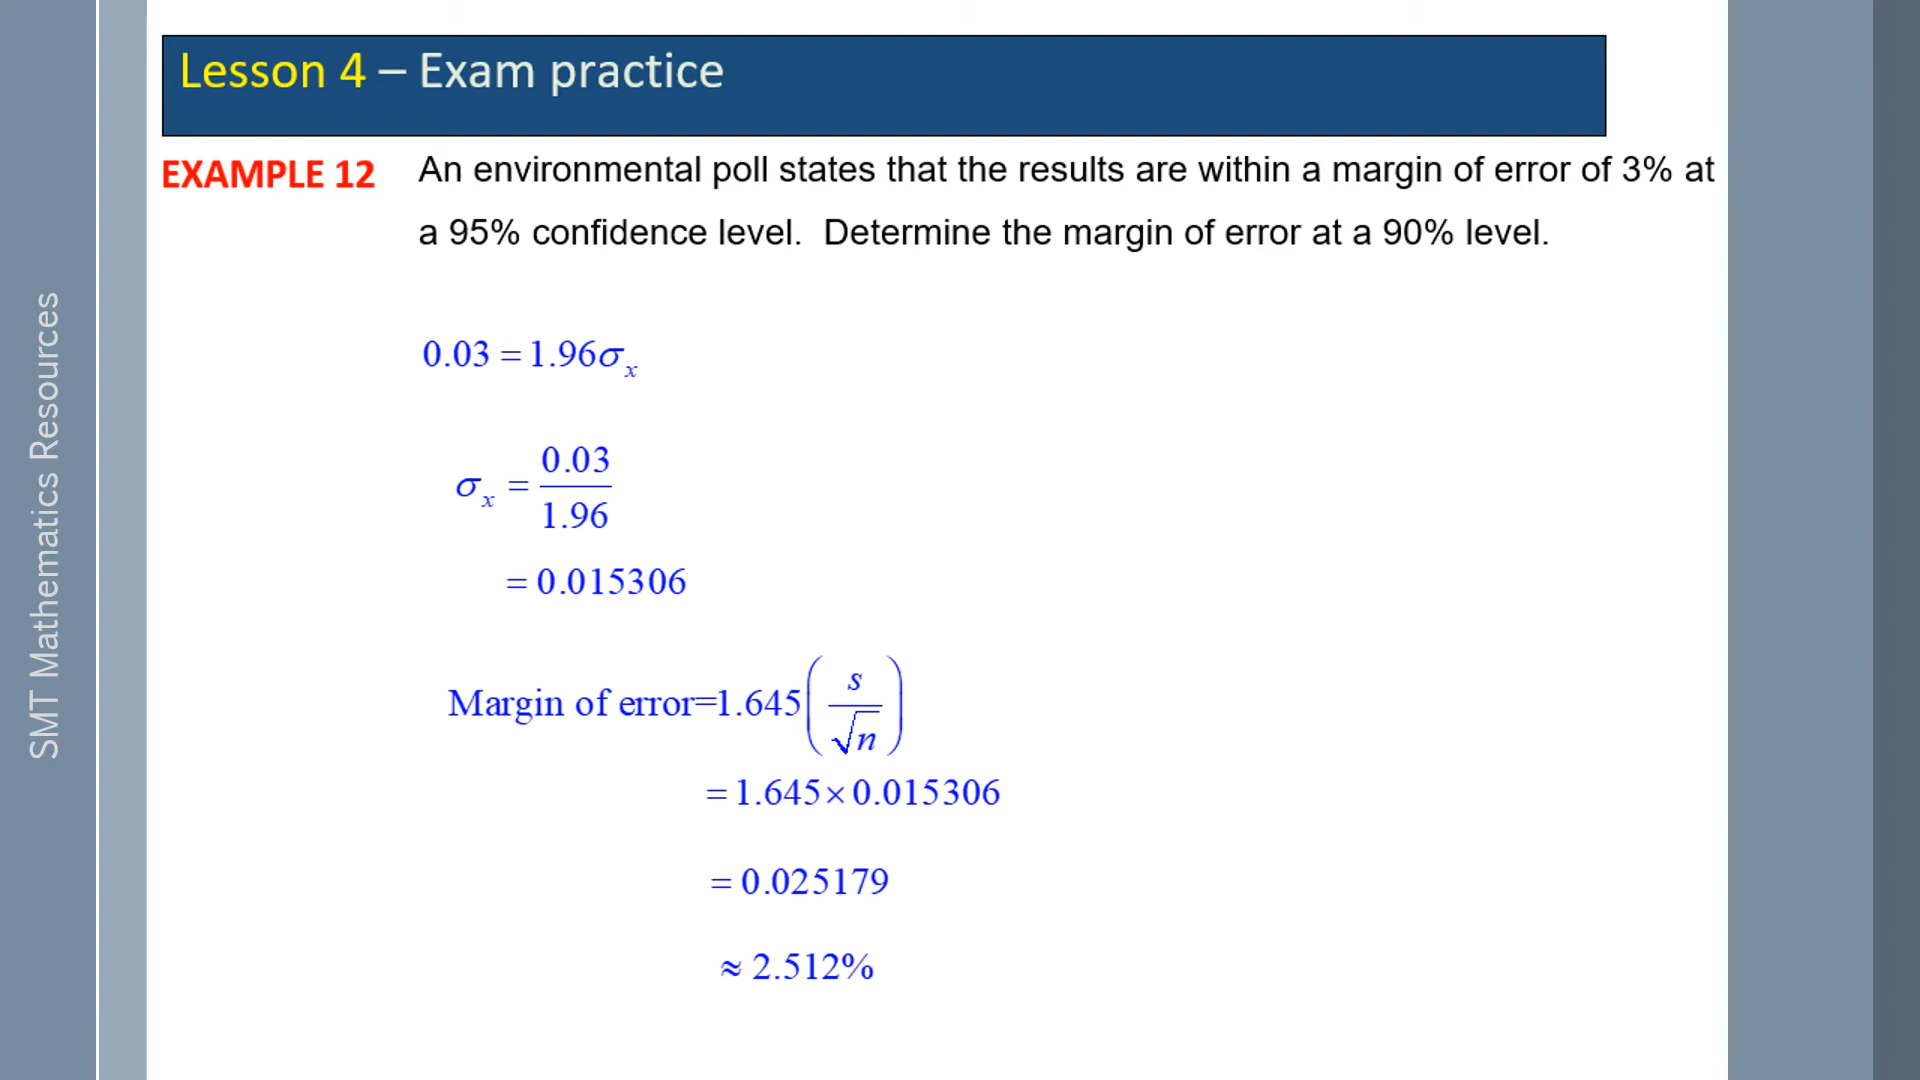 Lesson 4 – Exam practice
EXAMPLE 12 An environmental poll states that the results are within a margin of error of 3% at
a 95% confidence level. Determine the margin of error at a 90% level.
0.03 = 1.96σₓ
σₓ = 0.03/1.96
= 0.015306
Margin of error=1.645(s/√n)
= 1.645×0.015306
= 0.025179
≈ 2.512%
SMT Mathematics Resources